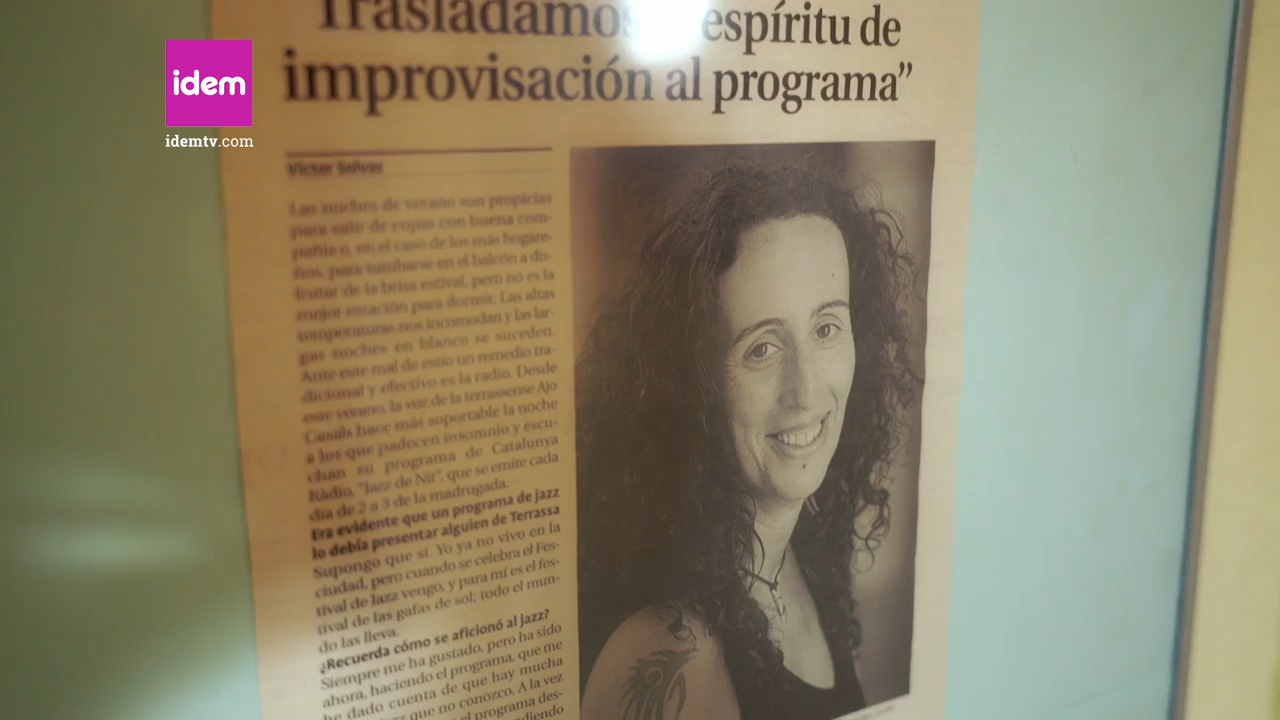 idem
idemtv.com
Trasladamos espíritu de
improvisación al programa”
Víctor Solvas
Las noches de verano son propicias
para salir de copas con buena com-
pañía o, en el caso de los más hogare-
ños, para tumbarse en el balcón a dis-
frutar de la brisa estival, pero no es la
mejor estación para dormir. Las altas
temperaturas nos incomodan y las lar-
gas noches en blanco se suceden.
Ante este mal de estío un remedio tra-
dicional y efectivo es la radio. Desde
este verano, la voz de la terrassense Ajo
Casals hace más soportable la noche
a los que padecen insomnio y escu-
chan su programa de Catalunya
Ràdio, "Jazz de Nit", que se emite cada
día de 2 a 3 de la madrugada.
Era evidente que un programa de jazz
lo debía presentar alguien de Terrassa
Supongo que sí. Yo ya no vivo en la
ciudad, pero cuando se celebra el Fes-
tival de Jazz vengo, y para mí es el fes-
tival de las gafas de sol; todo el mun-
do las lleva.
¿Recuerda cómo se aficionó al jazz?
Siempre me ha gustado, pero ha sido
ahora, haciendo el programa, que me
he dado cuenta de que hay mucha
que no conozco. A la vez
el programa des-